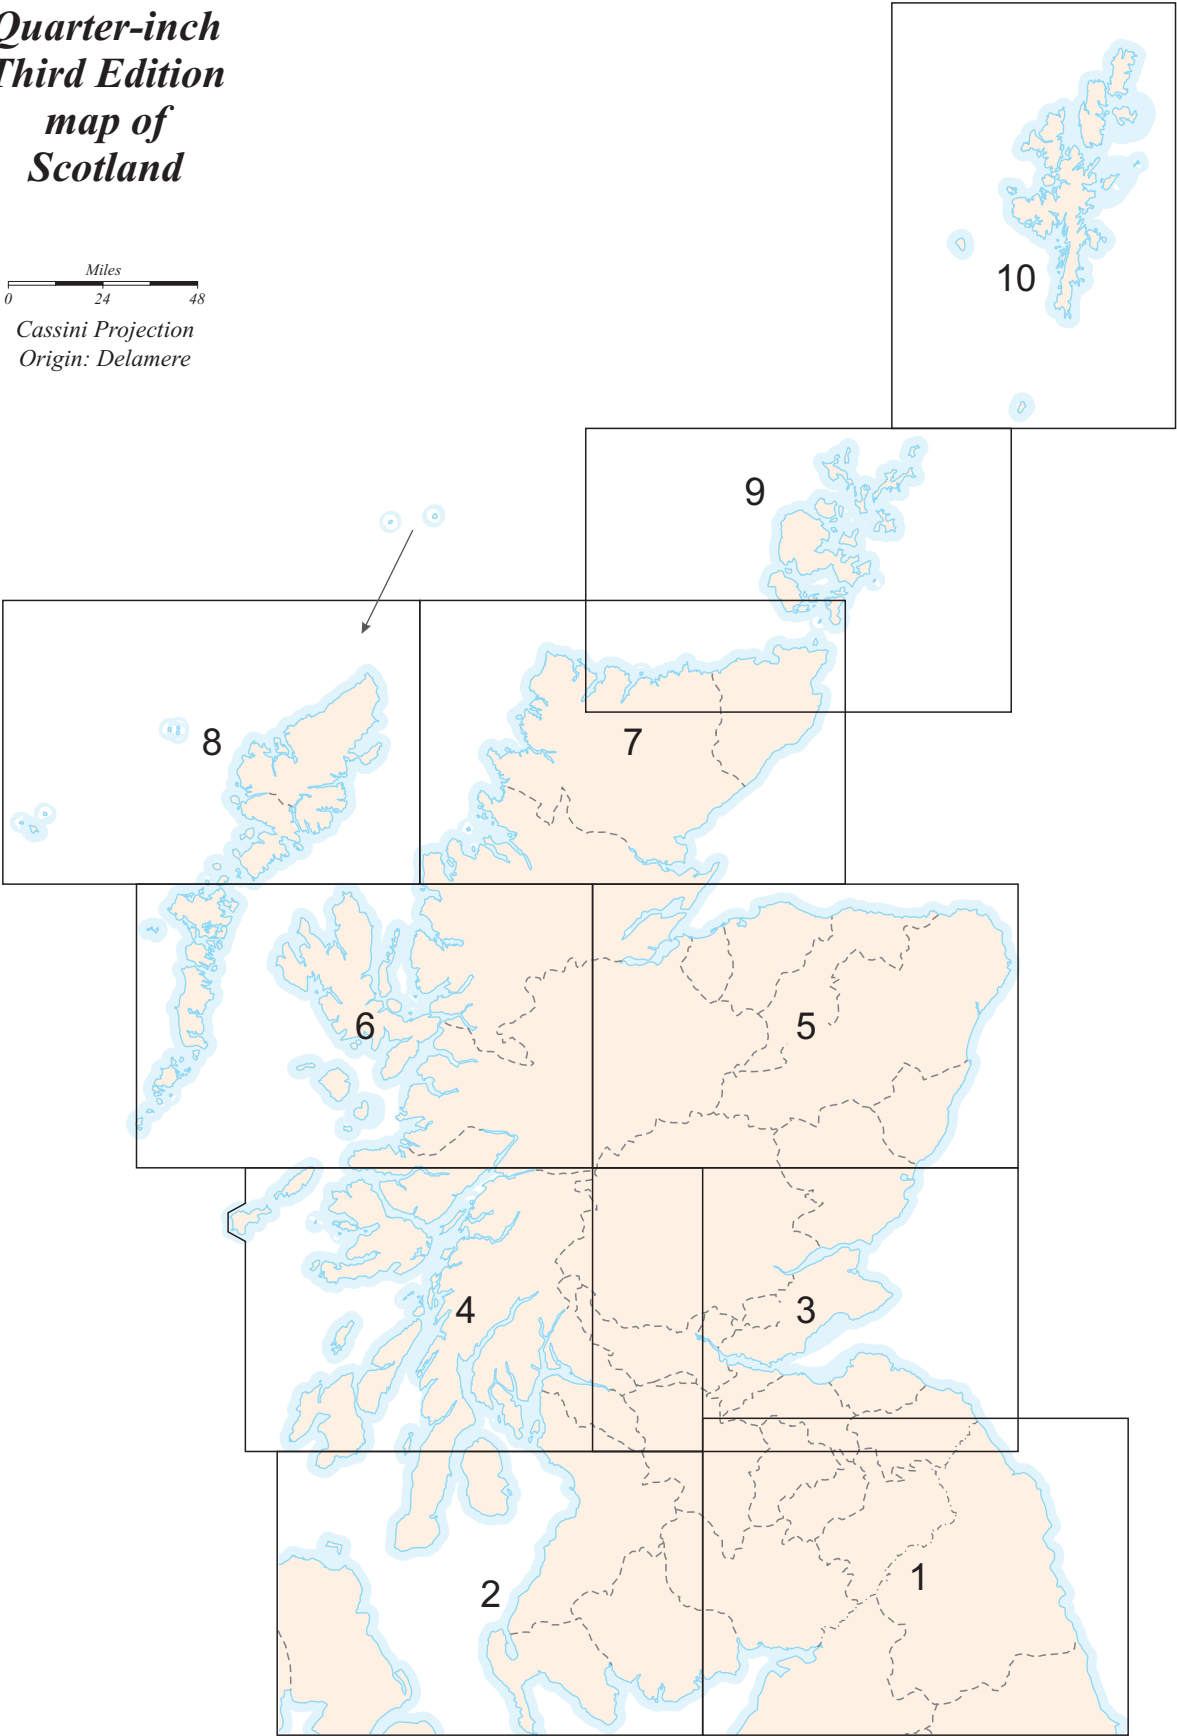 Quarter-inch
Third Edition
map of
Scotland
Miles
0 24 48
Cassini Projection
Origin: Delamere
10
9
8
7
6
5
4
3
2
1